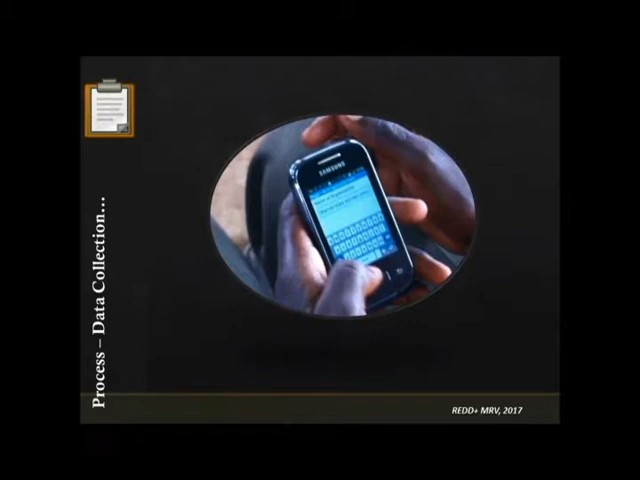 Process – Data Collection...
SAMSUNG
REDD+ MRV, 2017